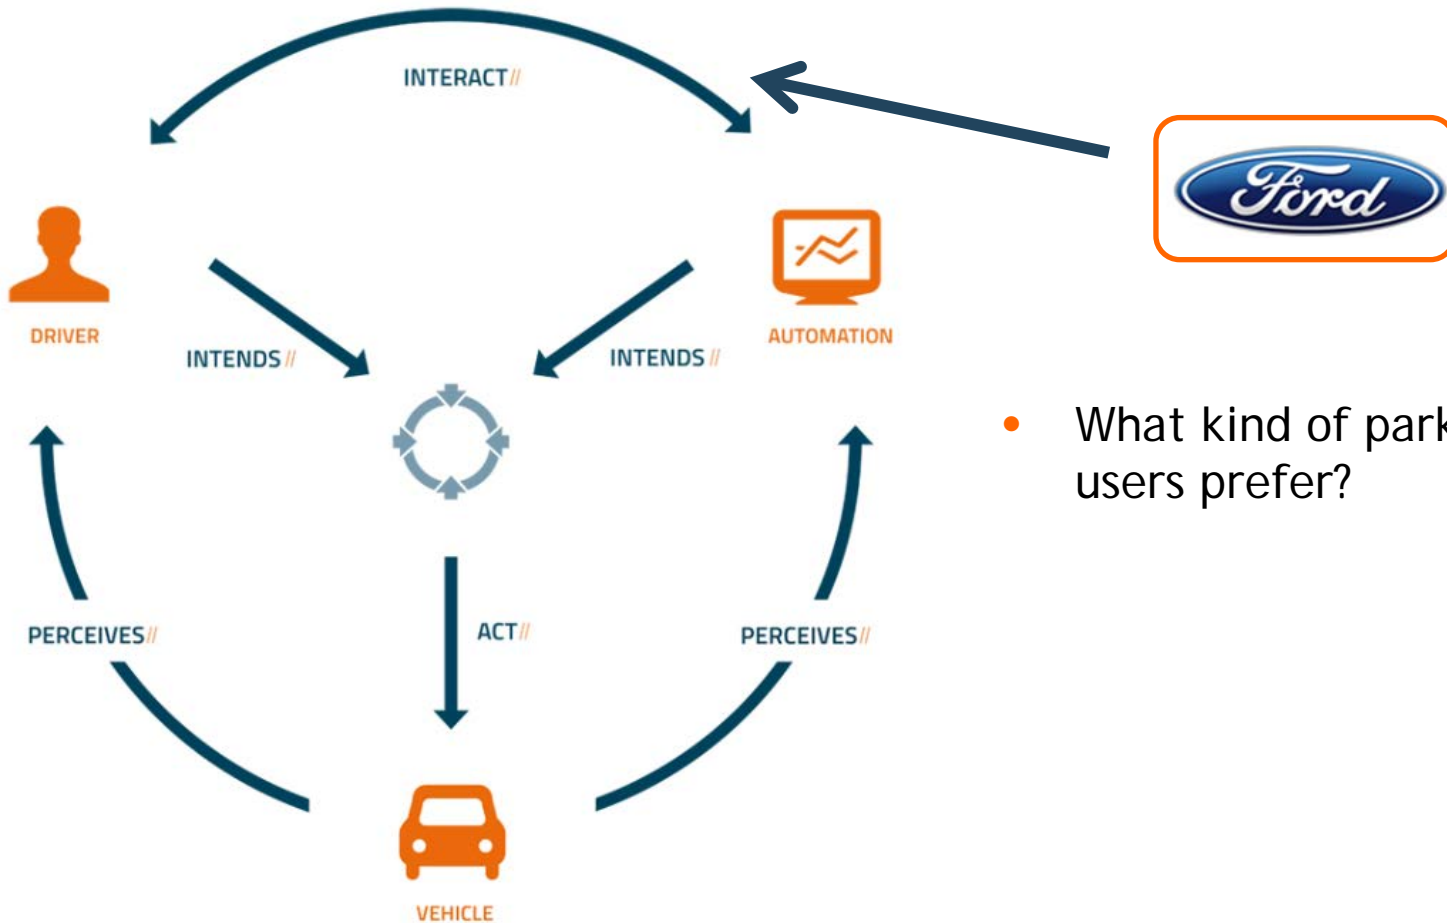 INTERACT//
Ford
DRIVER
AUTOMATION
INTENDS //
INTENDS //
• What kind of park
users prefer?
PERCEIVES//
ACT//
PERCEIVES//
VEHICLE